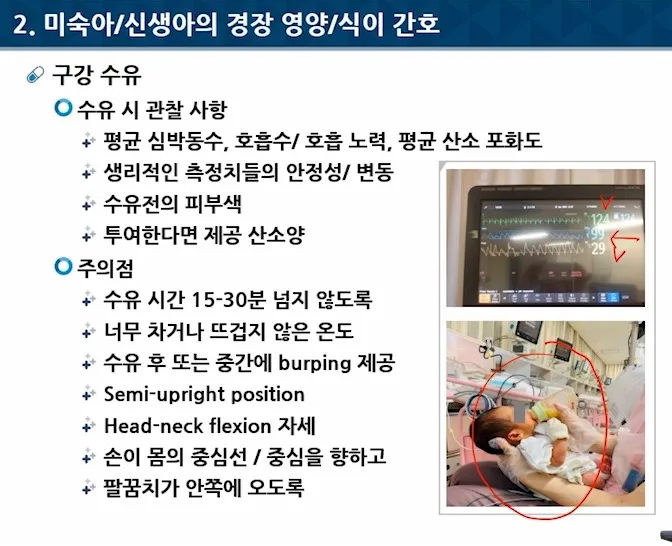 2. 미숙아/신생아의 경장 영양/식이 간호
구강 수유
수유 시 관찰 사항
평균 심박동수, 호흡수/ 호흡 노력, 평균 산소 포화도
생리적인 측정치들의 안정성/ 변동
수유전의 피부색
투여한다면 제공 산소양
주의점
수유 시간 15-30분 넘지 않도록
너무 차거나 뜨겁지 않은 온도
수유 후 또는 중간에 burping 제공
Semi-upright position
Head-neck flexion 자세
손이 몸의 중심선 / 중심을 향하고
팔꿈치가 안쪽에 오도록
124
99
29